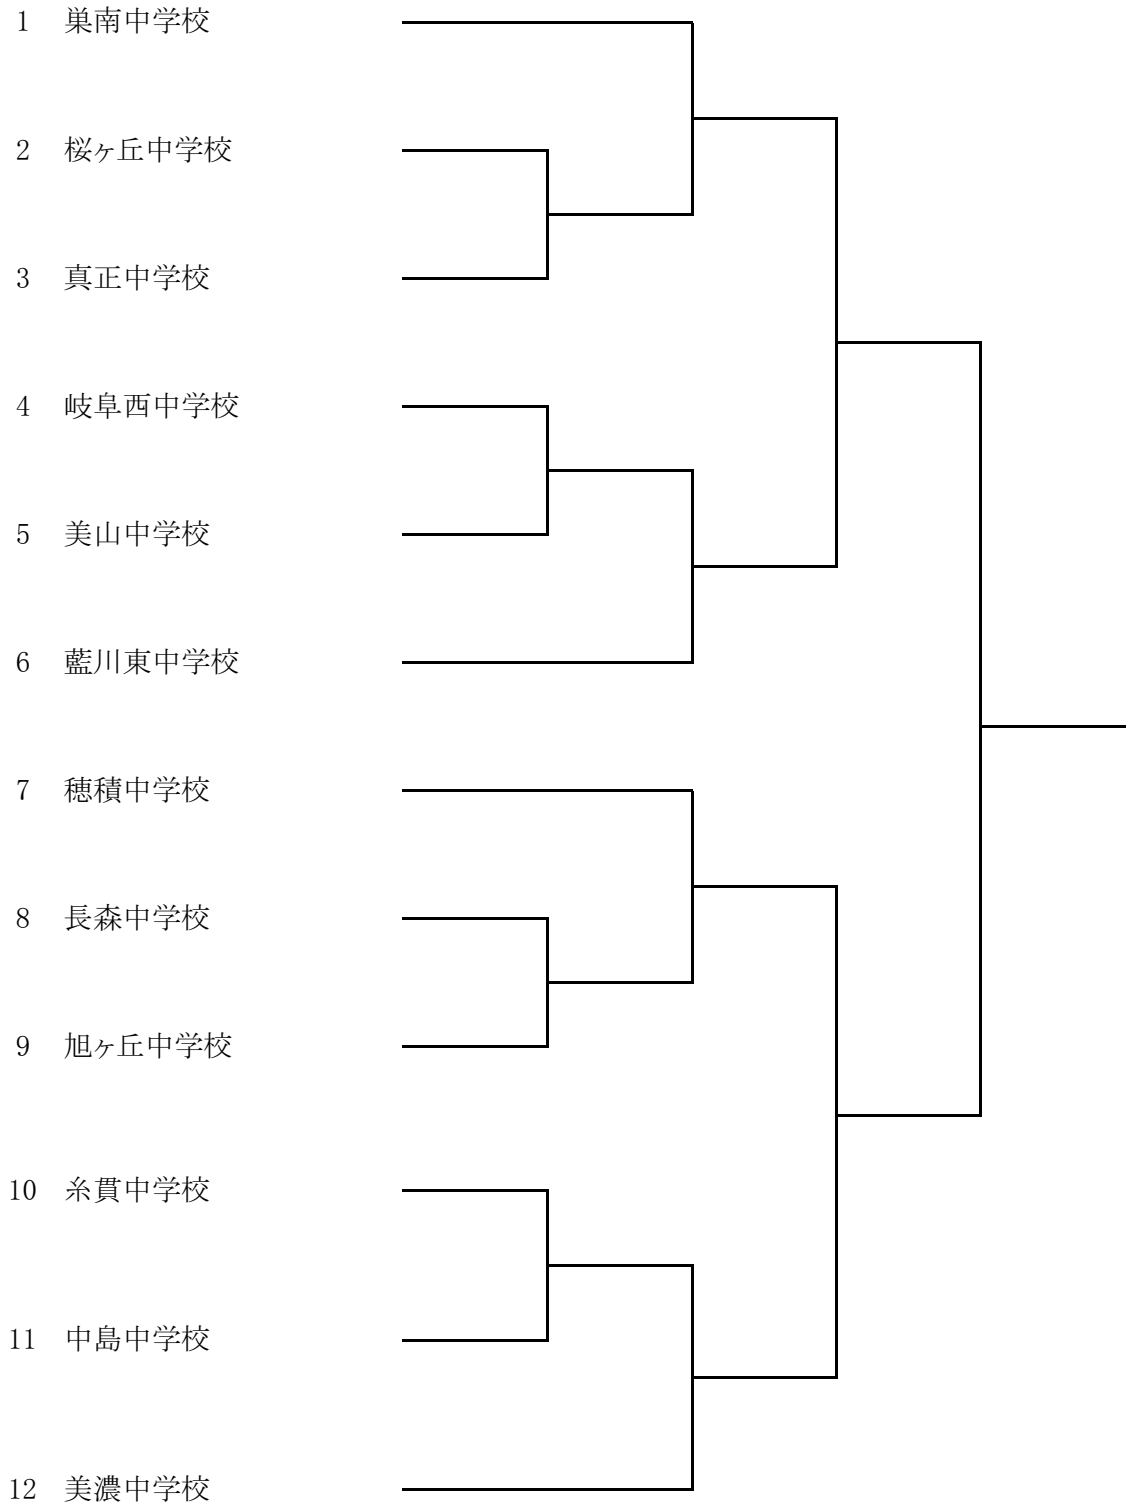 1 巣南中学校
2 桜ヶ丘中学校
3 真正中学校
4 岐阜西中学校
5 美山中学校
6 藍川東中学校
7 穂積中学校
8 長森中学校
9 旭ヶ丘中学校
10 糸貫中学校
11 中島中学校
12 美濃中学校